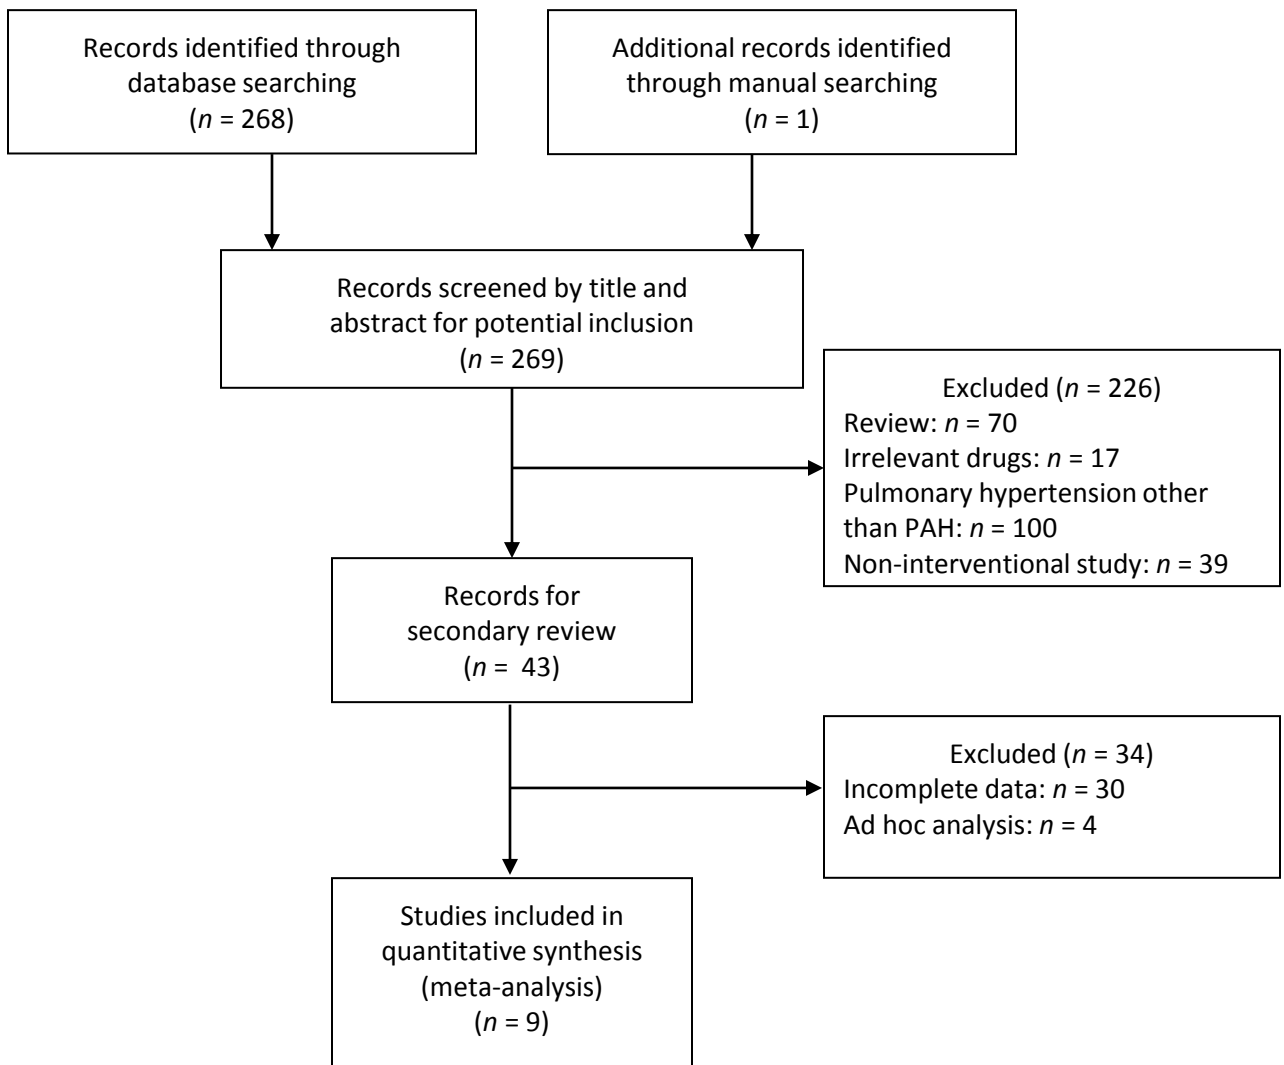 Records identified through
database searching
(n = 268)
Additional records identified
through manual searching
(n = 1)
Records screened by title and
abstract for potential inclusion
(n = 269)
Excluded (n = 226)
Review: n = 70
Irrelevant drugs: n = 17
Pulmonary hypertension other
than PAH: n = 100
Non-interventional study: n = 39
Records for
secondary review
(n =  43)
Excluded (n = 34)
Incomplete data: n = 30
Ad hoc analysis: n = 4
Studies included in
quantitative synthesis
(meta-analysis)
(n = 9)